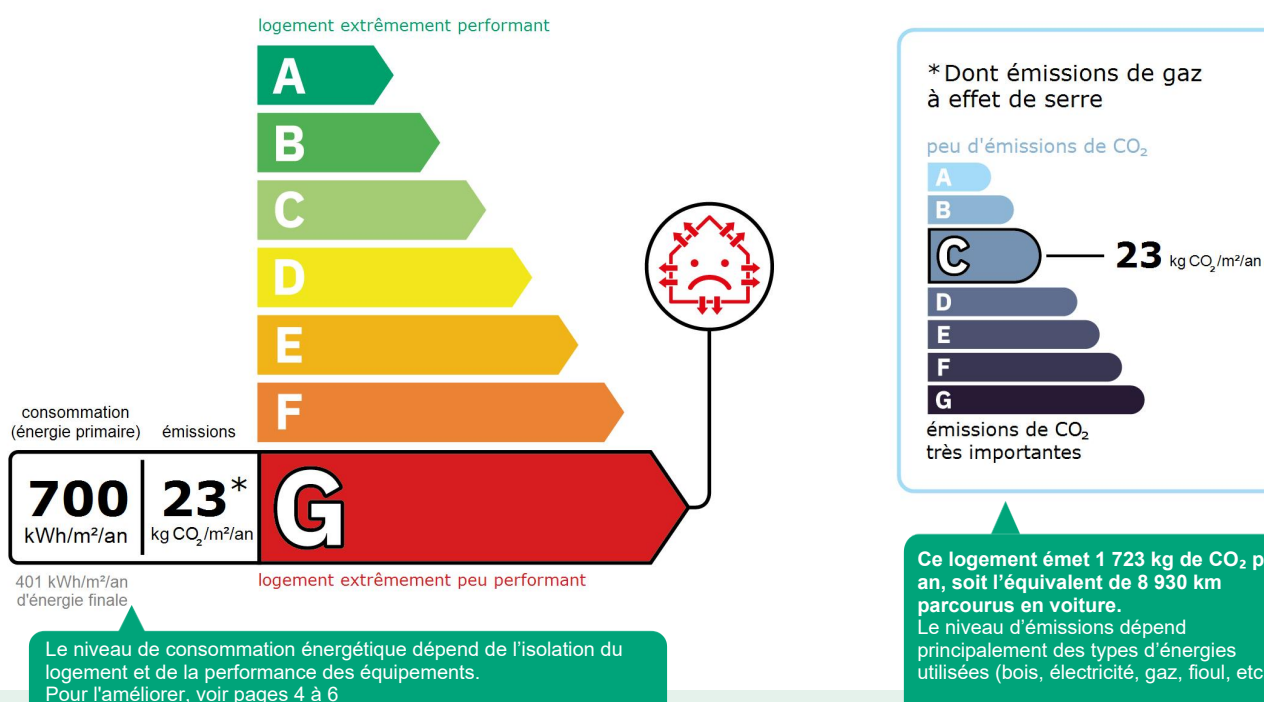 logement extrêmement performant
A
B
C
D
E
F
consommation
(énergie primaire)
émissions
700
kWh/m²/an
23*
kg CO₂/m²/an
G
401 kWh/m²/an
d'énergie finale
logement extrêmement peu performant
Le niveau de consommation énergétique dépend de l'isolation du
logement et de la performance des équipements.
Pour l'améliorer, voir pages 4 à 6
*Dont émissions de gaz
à effet de serre
peu d'émissions de CO₂
A
B
C
23 kg CO₂/m²/an
D
E
F
G
émissions de CO₂
très importantes
Ce logement émet 1 723 kg de CO₂ p
an, soit l’équivalent de 8 930 km
parcourus en voiture.
Le niveau d’émissions dépend
principalement des types d’énergies
utilisées (bois, électricité, gaz, fioul, etc